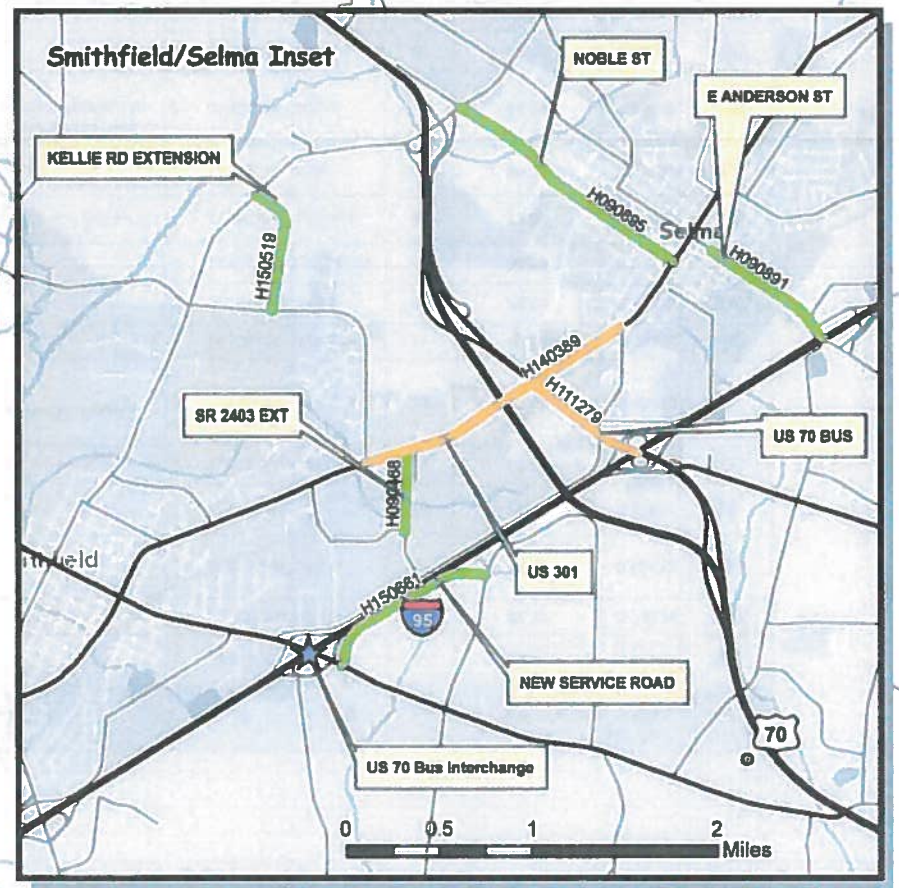 Smithfield/Selma Inset
NOBLE ST
E ANDERSON ST
KELLIE RD EXTENSION
H090895
Selma
H090891
H150519
H140389
H111279
SR 2403 EXT
US 70 BUS
H090468
thfield
US 301
H150661
95
NEW SERVICE ROAD
70
US 70 Bus Interchange
0 0.5 1 2
Miles